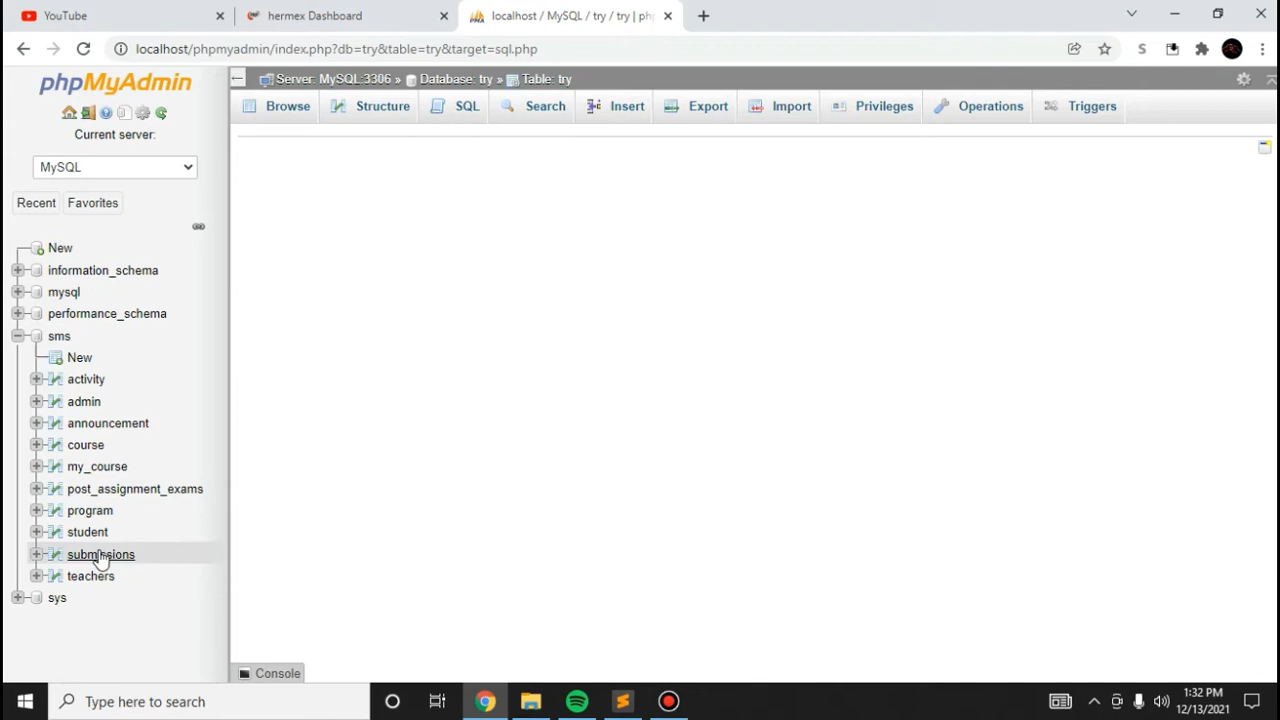 YouTube
hermex Dashboard
localhost / MySQL / try / try | ph
localhost/phpmyadmin/index.php?db=try&table=try&target=sql.php
S
phpMyAdmin
Current server:
MySQL
Recent Favorites
New
information_schema
mysql
performance_schema
sms
New
activity
admin
announcement
course
my_course
post_assignment_exams
program
student
submissions
teachers
sys
Server: MySQL:3306 » Database: try » Table: try
Browse Structure SQL Search Insert Export Import Privileges Operations Triggers
Console
Type here to search
1:32 PM
12/13/2021